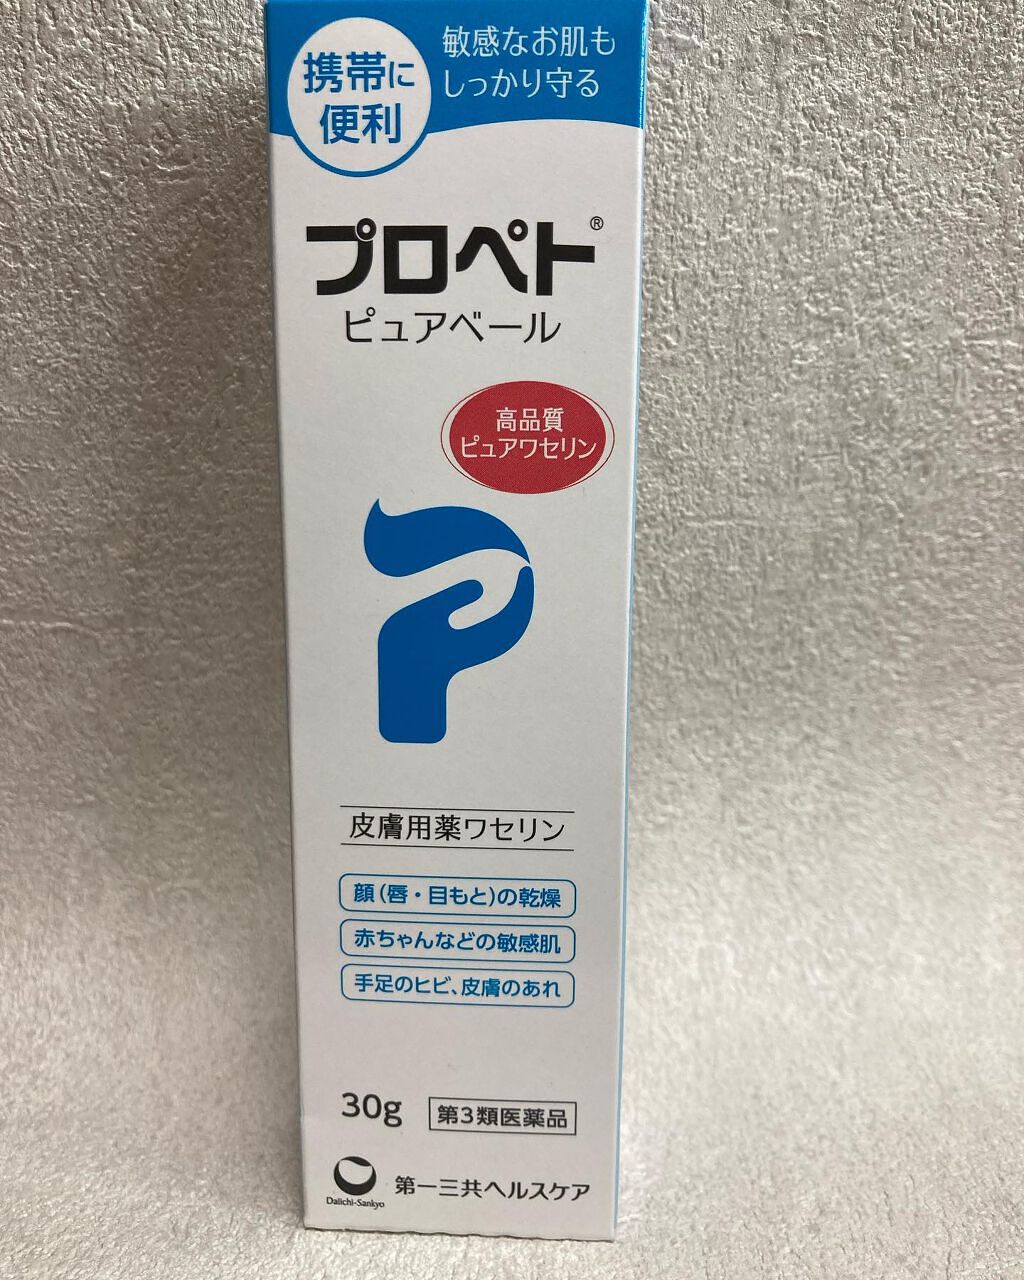 携帯に
便利
敏感なお肌も
しっかり守る
プロペト®
ピュアベール
高品質
ピュアワセリン
皮膚用薬ワセリン
顔(唇・目もと)の乾燥
赤ちゃんなどの敏感肌
手足のヒビ、皮膚のあれ
30g
第3類医薬品
Daiichi-Sankyo
第一三共ヘルスケア